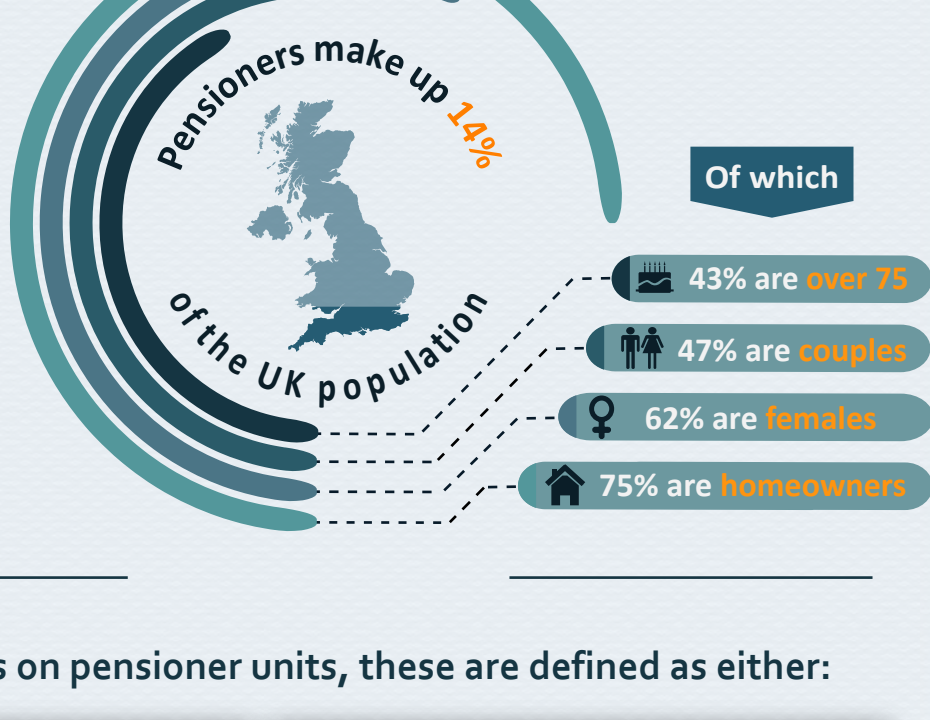 Pensioners make up 14%
of the UK population
Of which
43% are over 75
47% are couples
62% are females
75% are homeowners
on pensioner units, these are defined as either: